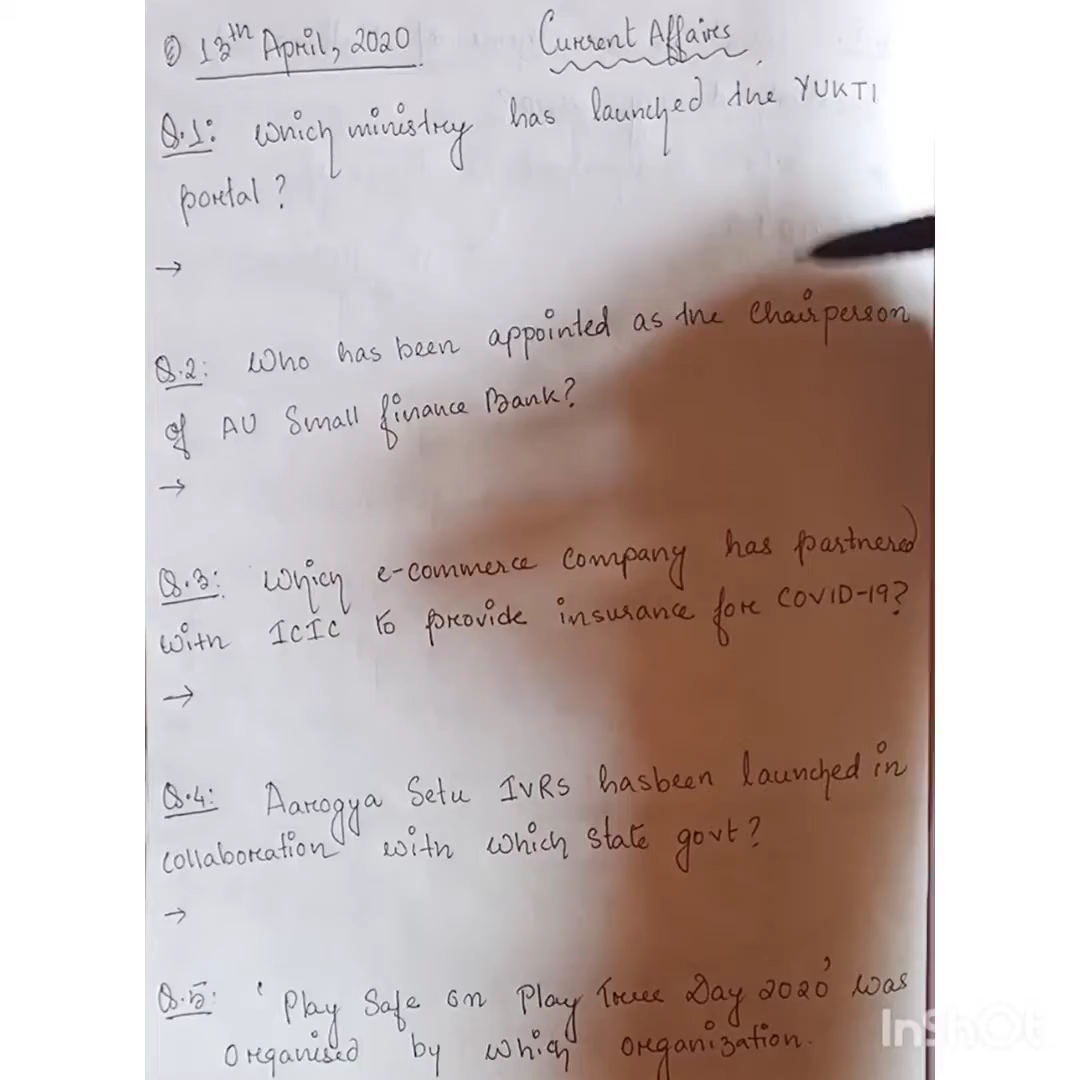 13th April, 2020 Current Affaires
Q.1: Which ministry has launched the YUKTI
portal?
→
Q.2: Who has been appointed as the Chairperson
of AU Small finance Bank?
→
Q.3: Which e-commerce company has partnered
with ICIC to provide insurance for COVID-19?
→
Q.4: Aarogya Setu IVRs hasbeen launched in
collaboration with which state govt?
→
Q.5: 'Play Safe on Play True Day 2020' was
organised by which organization.
InShOt